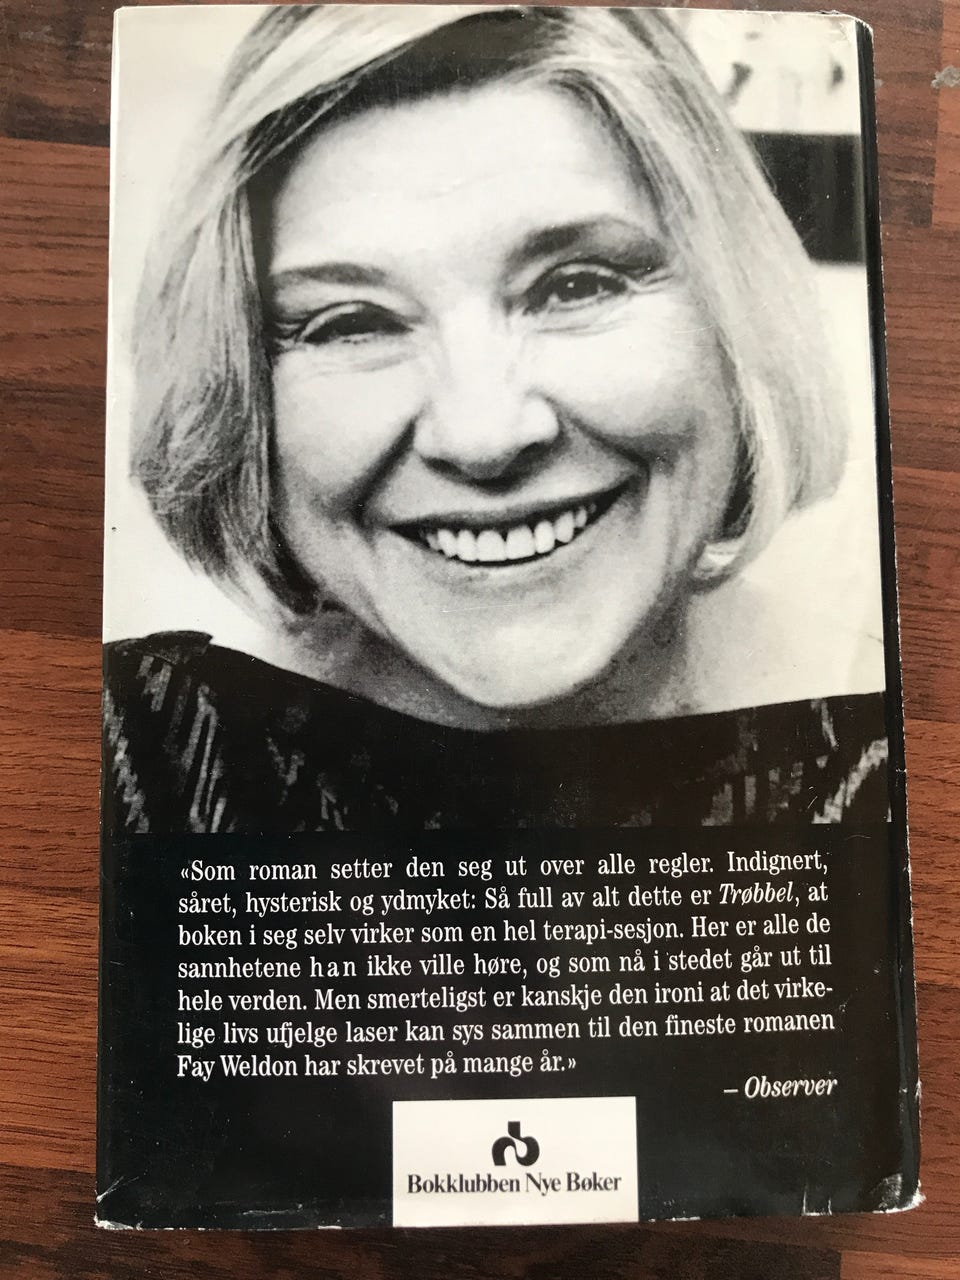 «Som roman setter den seg ut over alle regler. Indignert,
såret, hysterisk og ydmyket: Så full av alt dette er Trøbbel, at
boken i seg selv virker som en hel terapi-sesjon. Her er alle de
sannhetene han ikke ville høre, og som nå i stedet går ut til
hele verden. Men smerteligst er kanskje den ironi at det virke-
lige livs ufjelge laser kan sys sammen til den fineste romanen
Fay Weldon har skrevet på mange år.»
– Observer
Bokklubben Nye Bøker